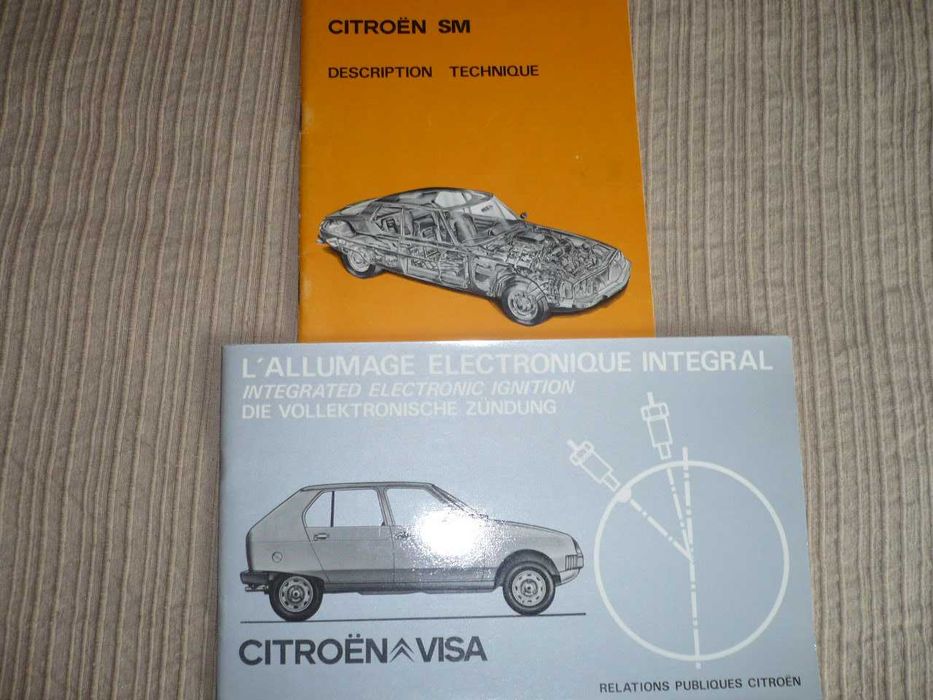 CITROËN SM
DESCRIPTION TECHNIQUE
L'ALLUMAGE ELECTRONIQUE INTEGRAL
INTEGRATED ELECTRONIC IGNITION
DIE VOLLEKTRONISCHE ZÜNDUNG
CITROËN VISA
RELATIONS PUBLIQUES CITROËN